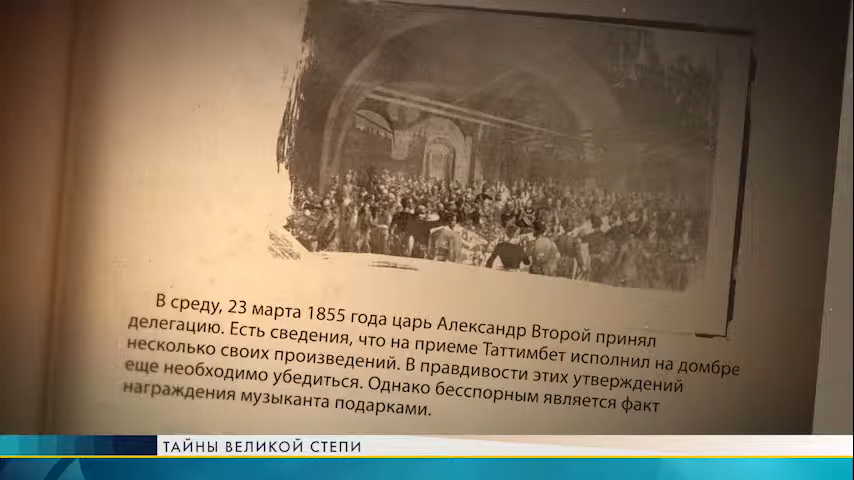 В среду, 23 марта 1855 года царь Александр Второй принял
делегацию. Есть сведения, что на приеме Таттимбет исполнил на домбре
несколько своих произведений. В правдивости этих утверждений
еще необходимо убедиться. Однако бесспорным является факт
награждения музыканта подарками.
ТАЙНЫ ВЕЛИКОЙ СТЕПИ